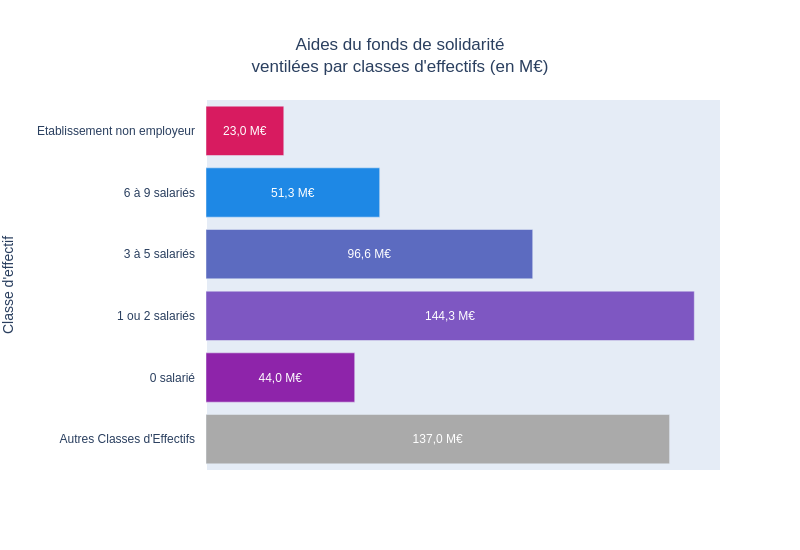 Aides du fonds de solidarité
ventilées par classes d'effectifs (en M€)
Classe d'effectif
Etablissement non employeur
23,0 M€
6 à 9 salariés
51,3 M€
3 à 5 salariés
96,6 M€
1 ou 2 salariés
144,3 M€
0 salarié
44,0 M€
Autres Classes d'Effectifs
137,0 M€